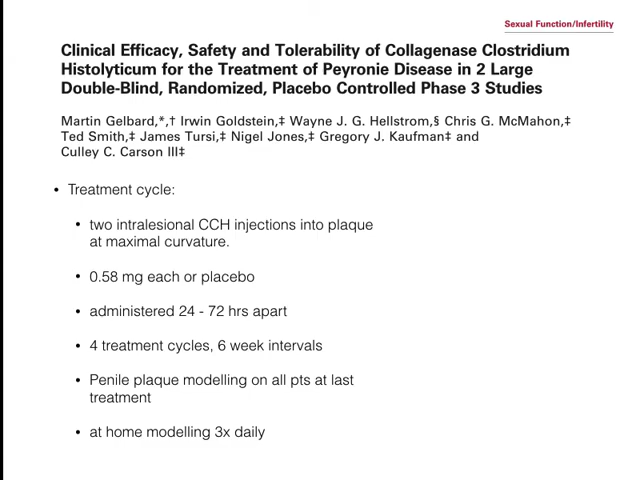 Sexual Function/Infertility
Clinical Efficacy, Safety and Tolerability of Collagenase Clostridium
Histolyticum for the Treatment of Peyronie Disease in 2 Large
Double-Blind, Randomized, Placebo Controlled Phase 3 Studies
Martin Gelbard,*,† Irwin Goldstein,‡ Wayne J. G. Hellstrom,§ Chris G. McMahon,‡
Ted Smith,‡ James Tursi,‡ Nigel Jones,‡ Gregory J. Kaufman‡ and
Culley C. Carson III‡
• Treatment cycle:
• two intralesional CCH injections into plaque
at maximal curvature.
• 0.58 mg each or placebo
• administered 24 - 72 hrs apart
• 4 treatment cycles, 6 week intervals
• Penile plaque modelling on all pts at last
treatment
• at home modelling 3x daily